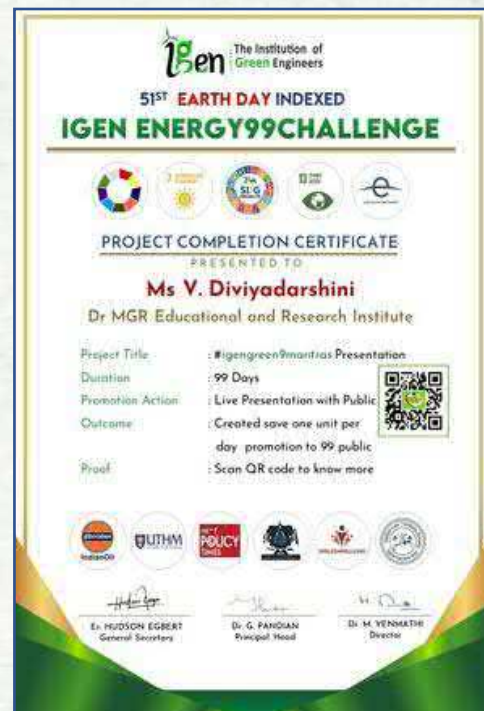 igen The Institution of
Green Engineers
51ST EARTH DAY INDEXED
IGEN ENERGY99CHALLENGE
PROJECT COMPLETION CERTIFICATE
PRESENTED TO
Ms V. Diviyadarshini
Dr MGR Educational and Research Institute
Project Title : #igengreen9mantras Presentation
Duration : 99 Days
Promotion Action : Live Presentation with Public
Outcome : Created save one unit per
day promotion to 99 public
Proof : Scan QR code to know more
IndianOil
UTHM
POLICY
TIMES
Er. HUDSON EGBERT
General Secretary
Dr. G. PANDIAN
Principal Head
Dr. M. VENMATHI
Director